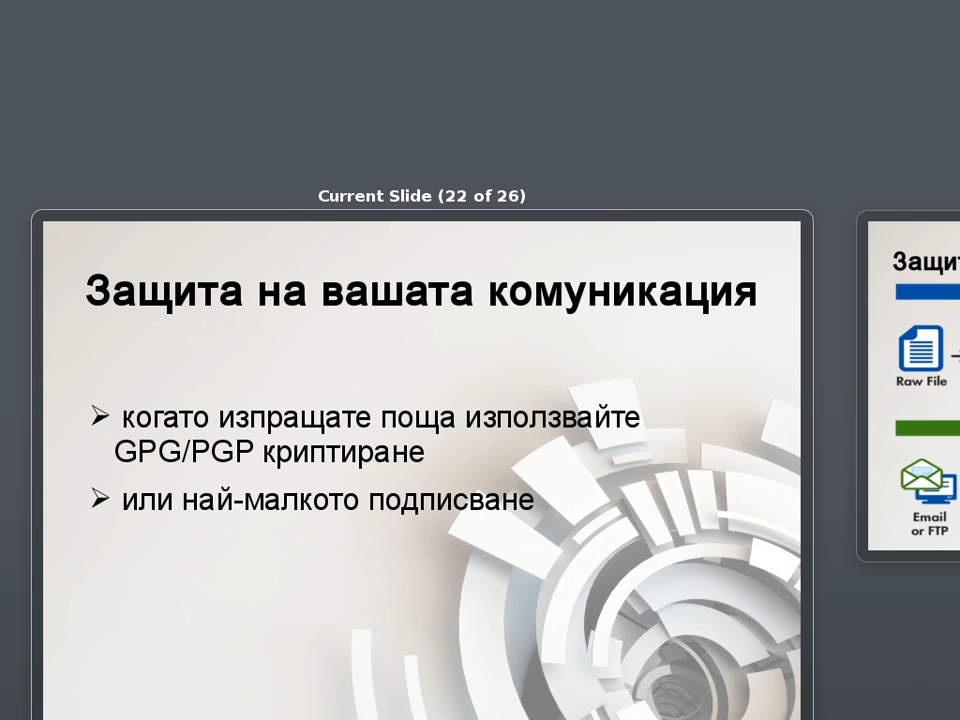 Current Slide (22 of 26)
Защита на вашата комуникация
когато изпращате поща използвайте
GPG/PGP криптиране
или най-малкото подписване
Raw File
Email
or FTP